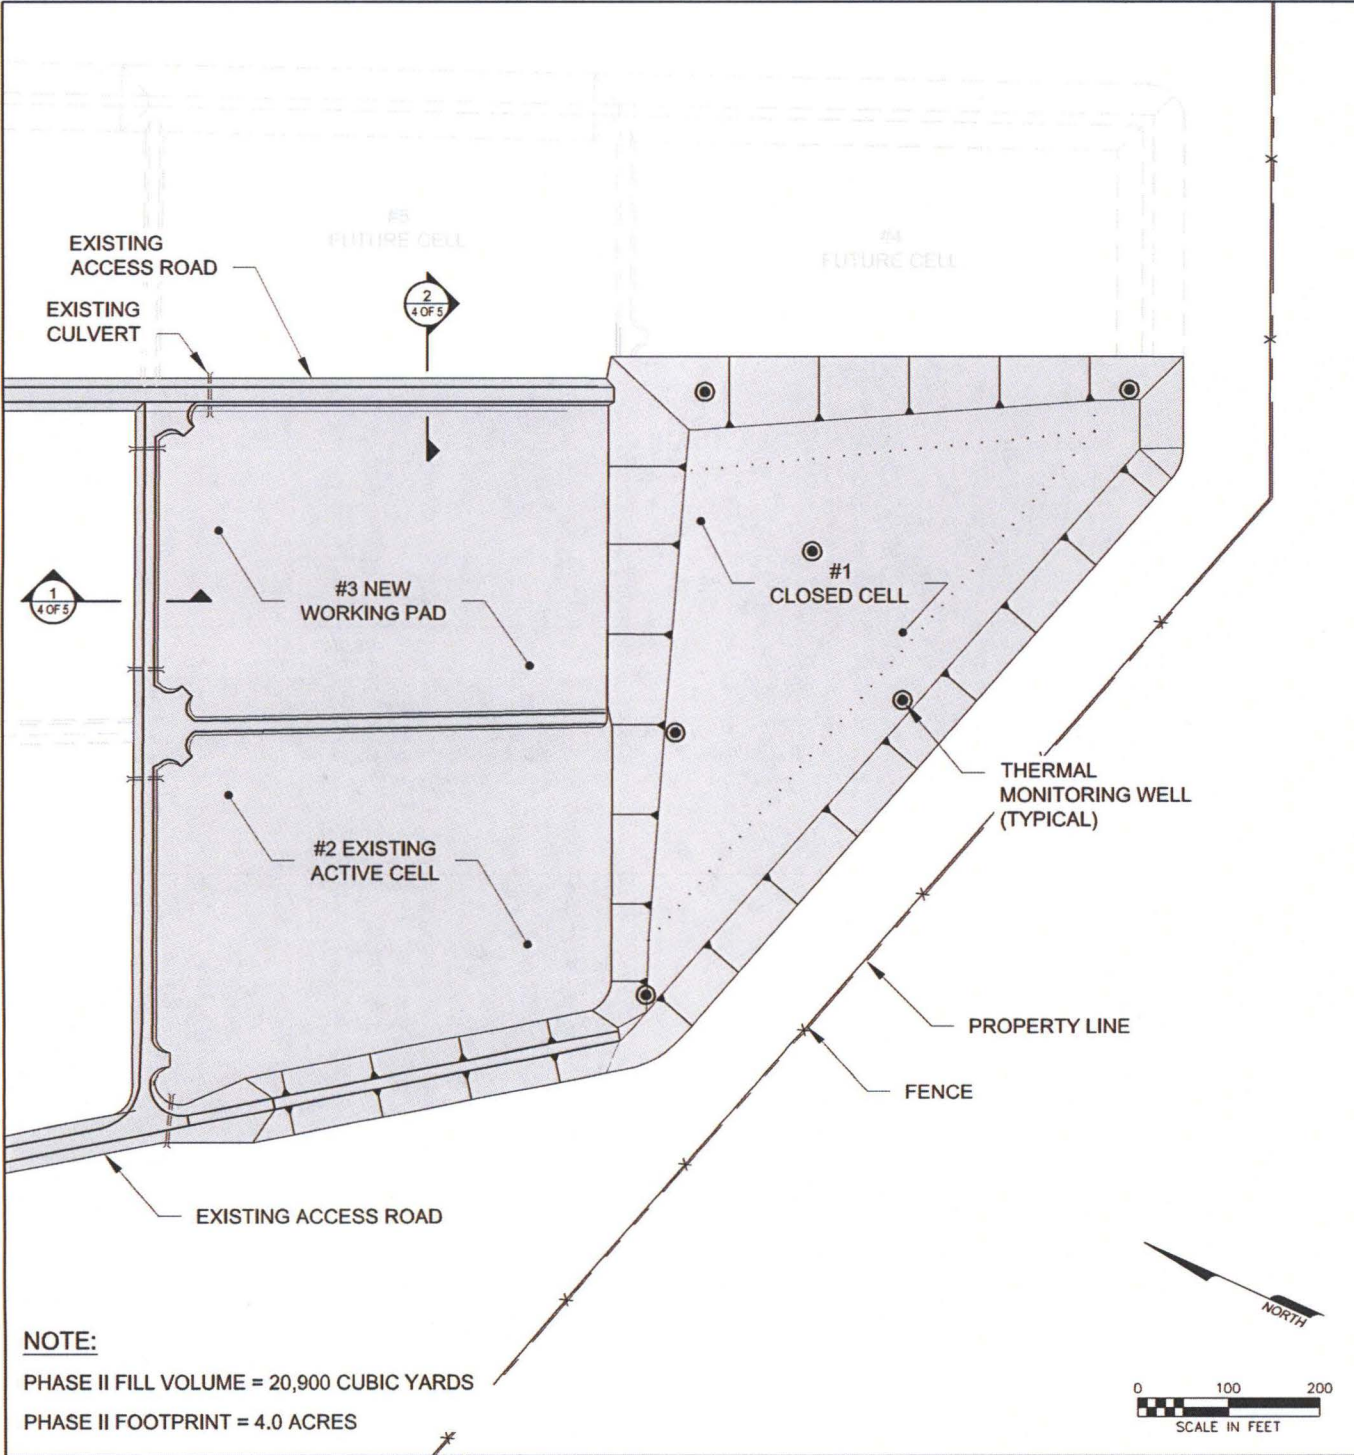 #5
FUTURE CELL
#4
FUTURE CELL
EXISTING
ACCESS ROAD
EXISTING
CULVERT
2
4 OF 5
1
4 OF 5
#3 NEW
WORKING PAD
#1
CLOSED CELL
THERMAL
MONITORING WELL
(TYPICAL)
#2 EXISTING
ACTIVE CELL
PROPERTY LINE
FENCE
EXISTING ACCESS ROAD
NORTH
NOTE:
PHASE II FILL VOLUME = 20,900 CUBIC YARDS
PHASE II FOOTPRINT = 4.0 ACRES
0 100 200
SCALE IN FEET